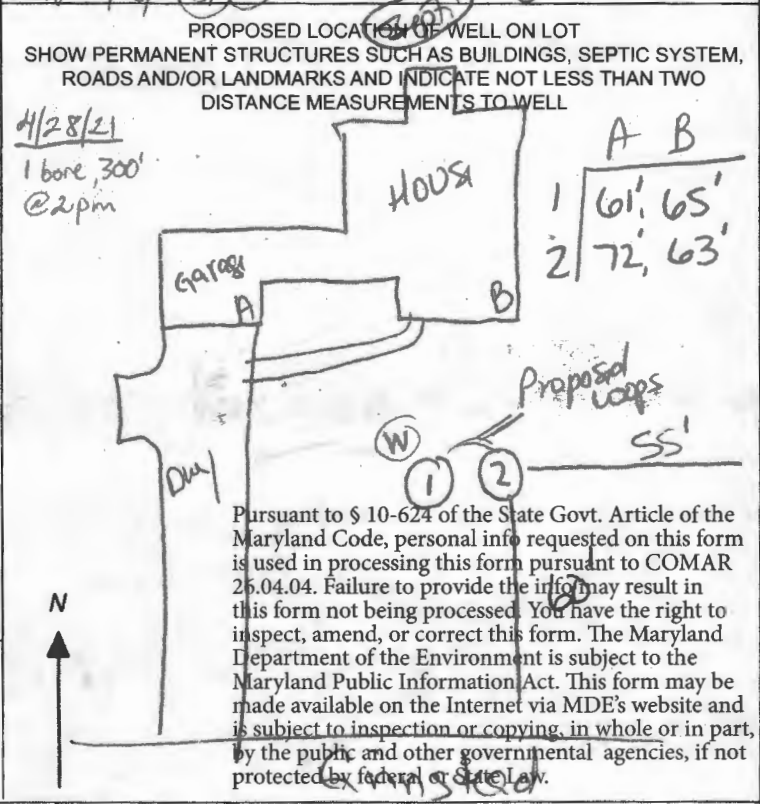 Septic
PROPOSED LOCATION OF WELL ON LOT
SHOW PERMANENT STRUCTURES SUCH AS BUILDINGS, SEPTIC SYSTEM,
ROADS AND/OR LANDMARKS AND INDICATE NOT LESS THAN TWO
DISTANCE MEASUREMENTS TO WELL
4/28/21
1 bore, 300'
@2pm
House
A B
1 61', 65'
2 72', 63'
Garage
A
B
Proposed
Loops
W
1 2
55'
Pursuant to § 10-624 of the State Govt. Article of the
Maryland Code, personal info requested on this form
is used in processing this form pursuant to COMAR
26.04.04. Failure to provide the info may result in
this form not being processed. You have the right to
inspect, amend, or correct this form. The Maryland
Department of the Environment is subject to the
Maryland Public Information Act. This form may be
made available on the Internet via MDE's website and
is subject to inspection or copying, in whole or in part,
by the public and other governmental agencies, if not
protected by federal or State Law.
N